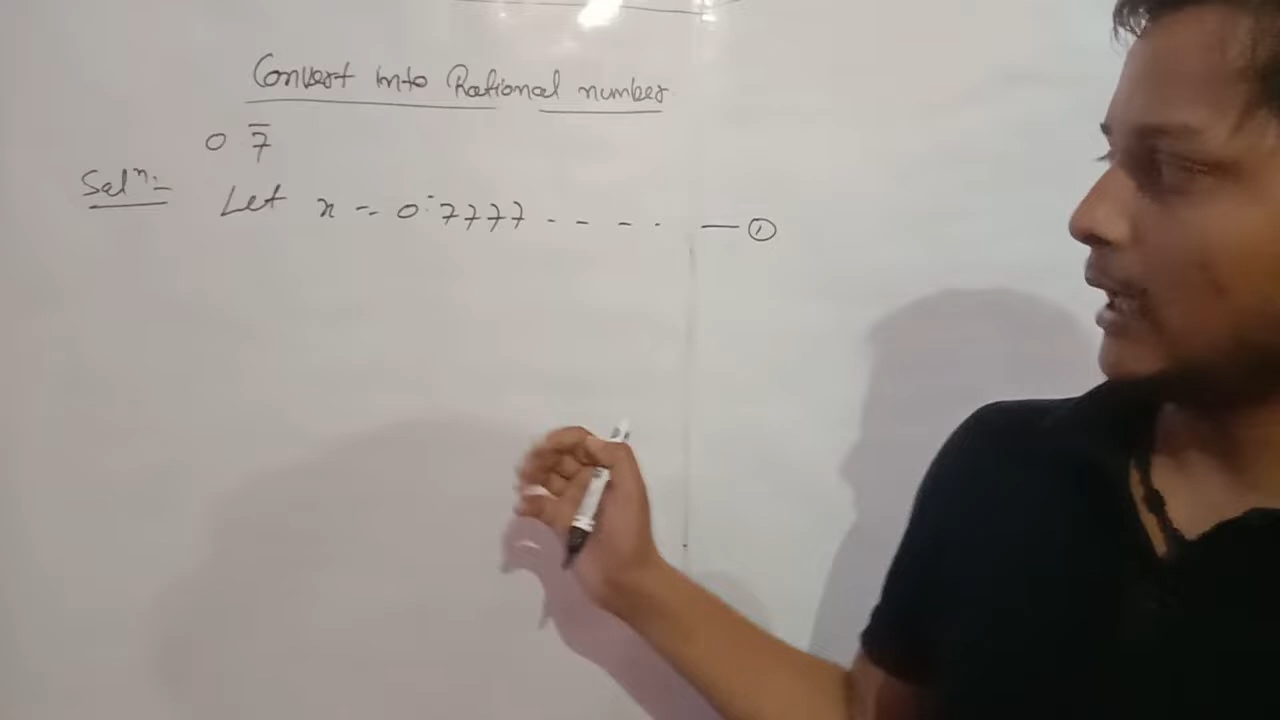 Convert into Rational number
0 7̅
Solⁿ:-
Let x = 0.7777 - - - - — ①